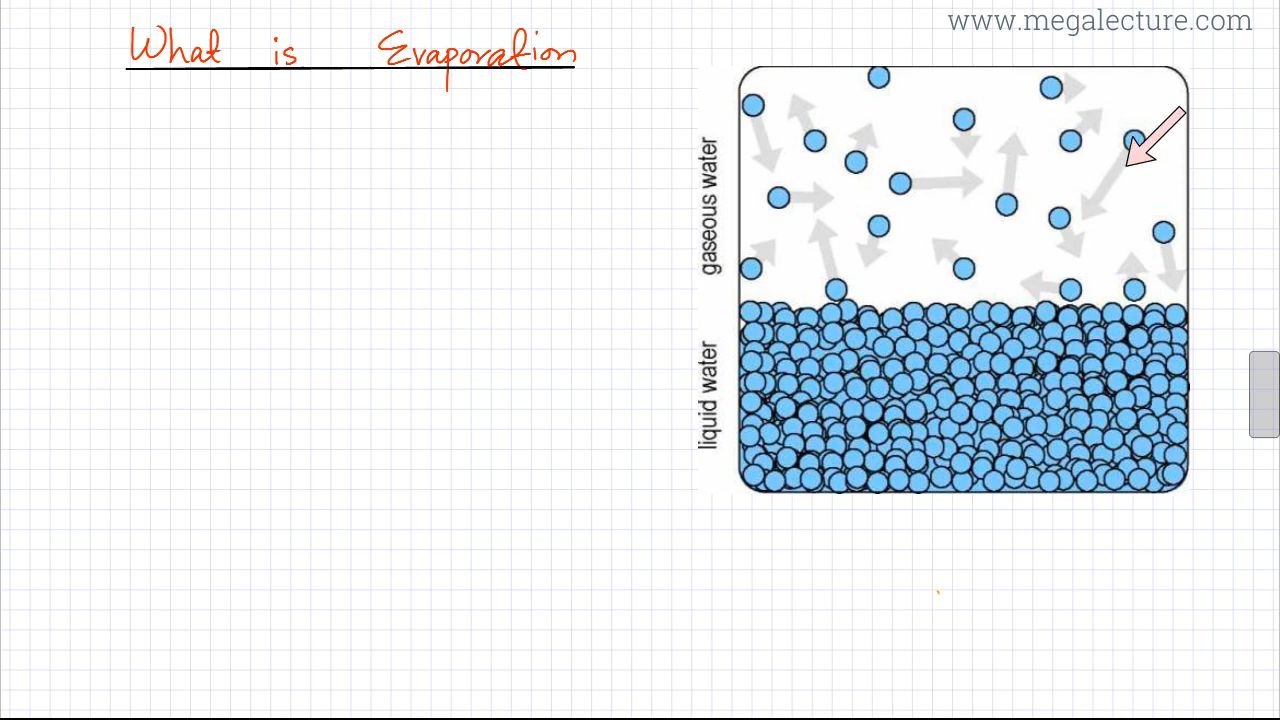 www.megalecture.com
What is Evaporation
gaseous water
liquid water